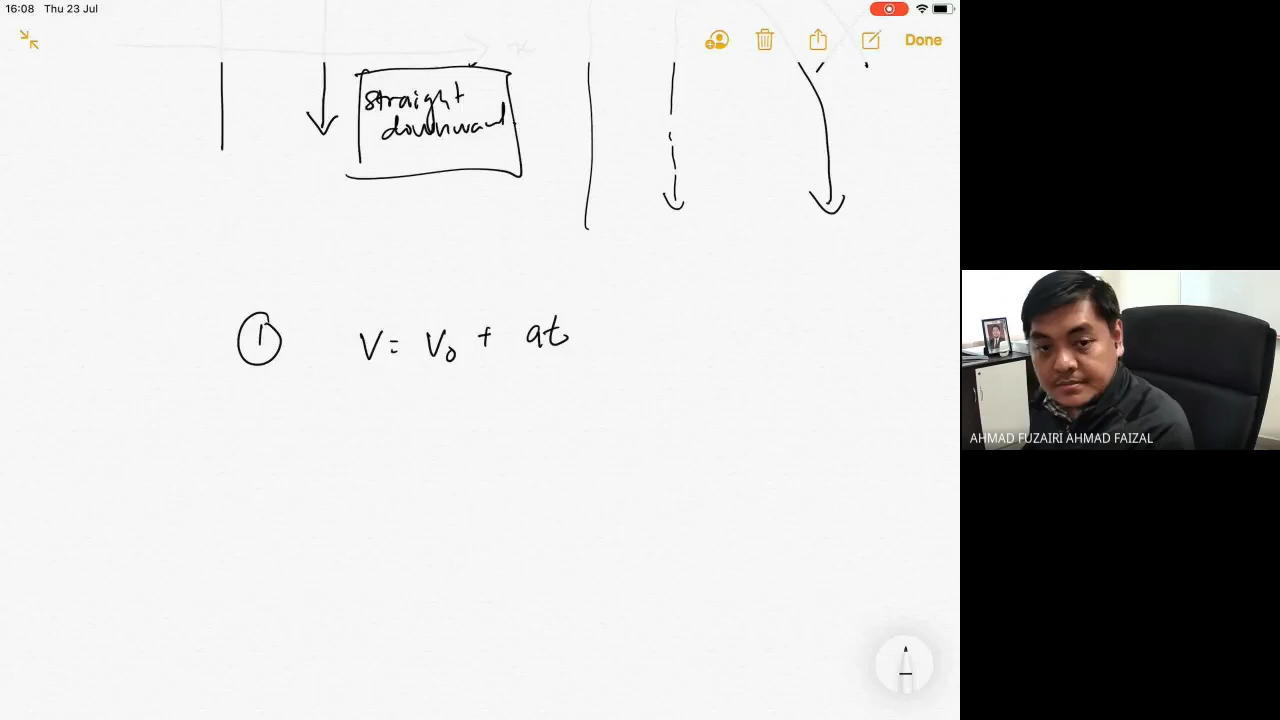 16:08 Thu 23 Jul
Done
x
straight
downward
1 V = V₀ + at
AHMAD FUZAIRI AHMAD FAIZAL